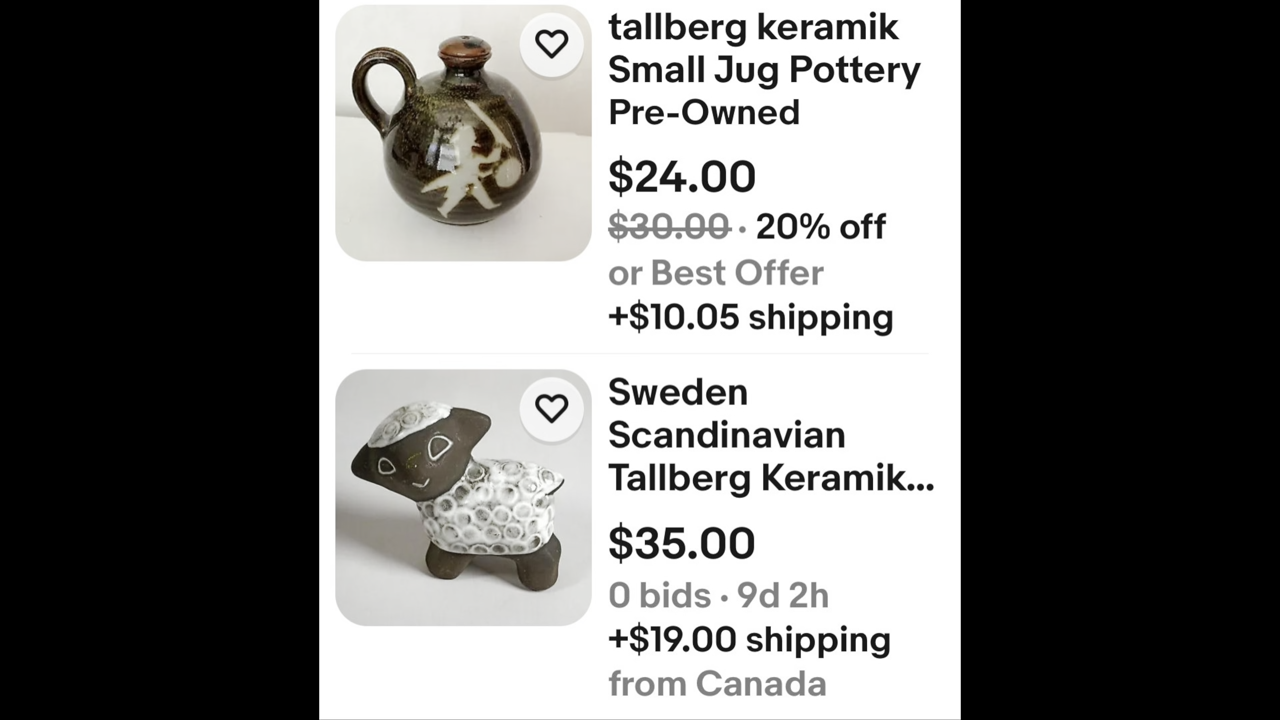 tallberg keramik
Small Jug Pottery
Pre-Owned
$24.00
$30.00 · 20% off
or Best Offer
+$10.05 shipping
Sweden
Scandinavian
Tallberg Keramik...
$35.00
0 bids · 9d 2h
+$19.00 shipping
from Canada